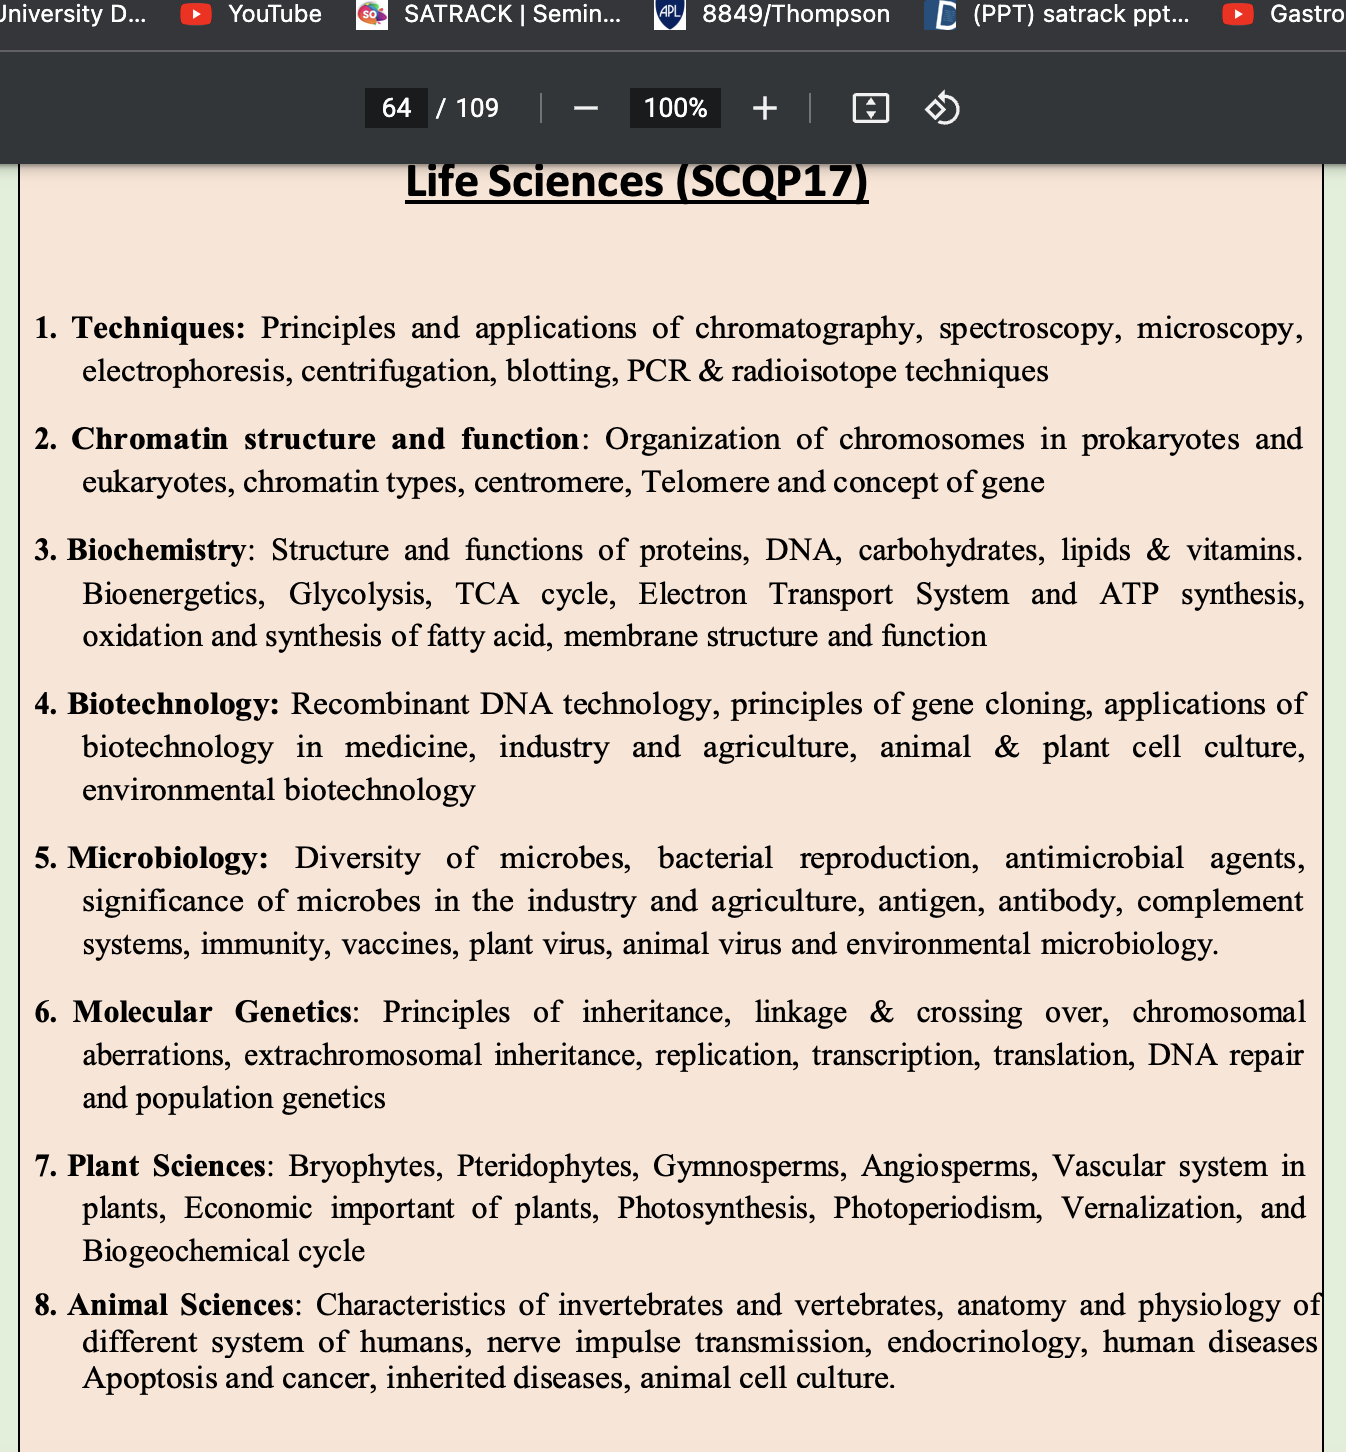 University D... YouTube SATRACK | Semin... APL 8849/Thompson (PPT) satrack ppt... Gastro
64 / 109 100%
Life Sciences (SCQP17)
1. Techniques: Principles and applications of chromatography, spectroscopy, microscopy,
electrophoresis, centrifugation, blotting, PCR & radioisotope techniques
2. Chromatin structure and function: Organization of chromosomes in prokaryotes and
eukaryotes, chromatin types, centromere, Telomere and concept of gene
3. Biochemistry: Structure and functions of proteins, DNA, carbohydrates, lipids & vitamins.
Bioenergetics, Glycolysis, TCA cycle, Electron Transport System and ATP synthesis,
oxidation and synthesis of fatty acid, membrane structure and function
4. Biotechnology: Recombinant DNA technology, principles of gene cloning, applications of
biotechnology in medicine, industry and agriculture, animal & plant cell culture,
environmental biotechnology
5. Microbiology: Diversity of microbes, bacterial reproduction, antimicrobial agents,
significance of microbes in the industry and agriculture, antigen, antibody, complement
systems, immunity, vaccines, plant virus, animal virus and environmental microbiology.
6. Molecular Genetics: Principles of inheritance, linkage & crossing over, chromosomal
aberrations, extrachromosomal inheritance, replication, transcription, translation, DNA repair
and population genetics
7. Plant Sciences: Bryophytes, Pteridophytes, Gymnosperms, Angiosperms, Vascular system in
plants, Economic important of plants, Photosynthesis, Photoperiodism, Vernalization, and
Biogeochemical cycle
8. Animal Sciences: Characteristics of invertebrates and vertebrates, anatomy and physiology of
different system of humans, nerve impulse transmission, endocrinology, human diseases
Apoptosis and cancer, inherited diseases, animal cell culture.